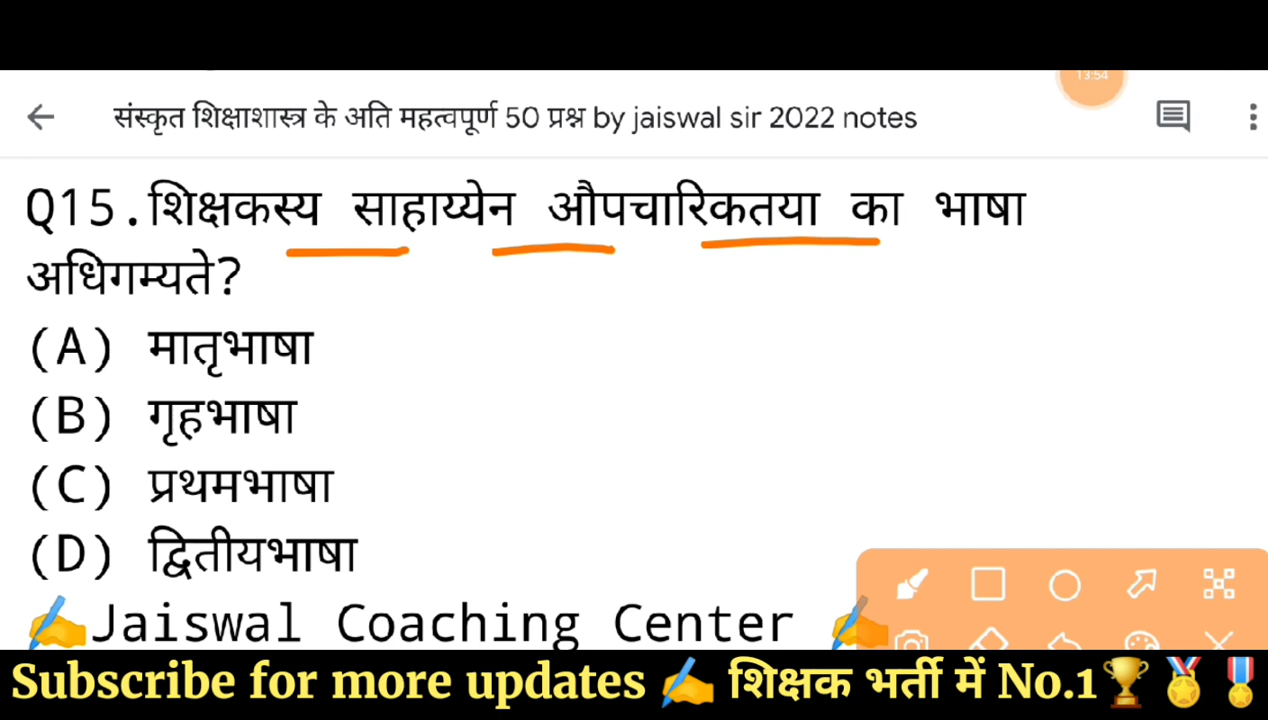 13:54
संस्कृत शिक्षाशास्त्र के अति महत्वपूर्ण 50 प्रश्न by jaiswal sir 2022 notes
Q15.शिक्षकस्य साहाय्येन औपचारिकतया का भाषा
अधिगम्यते?
(A) मातृभाषा
(B) गृहभाषा
(C) प्रथमभाषा
(D) द्वितीयभाषा
✍Jaiswal Coaching Center ✍
Subscribe for more updates ✍ शिक्षक भर्ती में No.1🏆🏅🎖